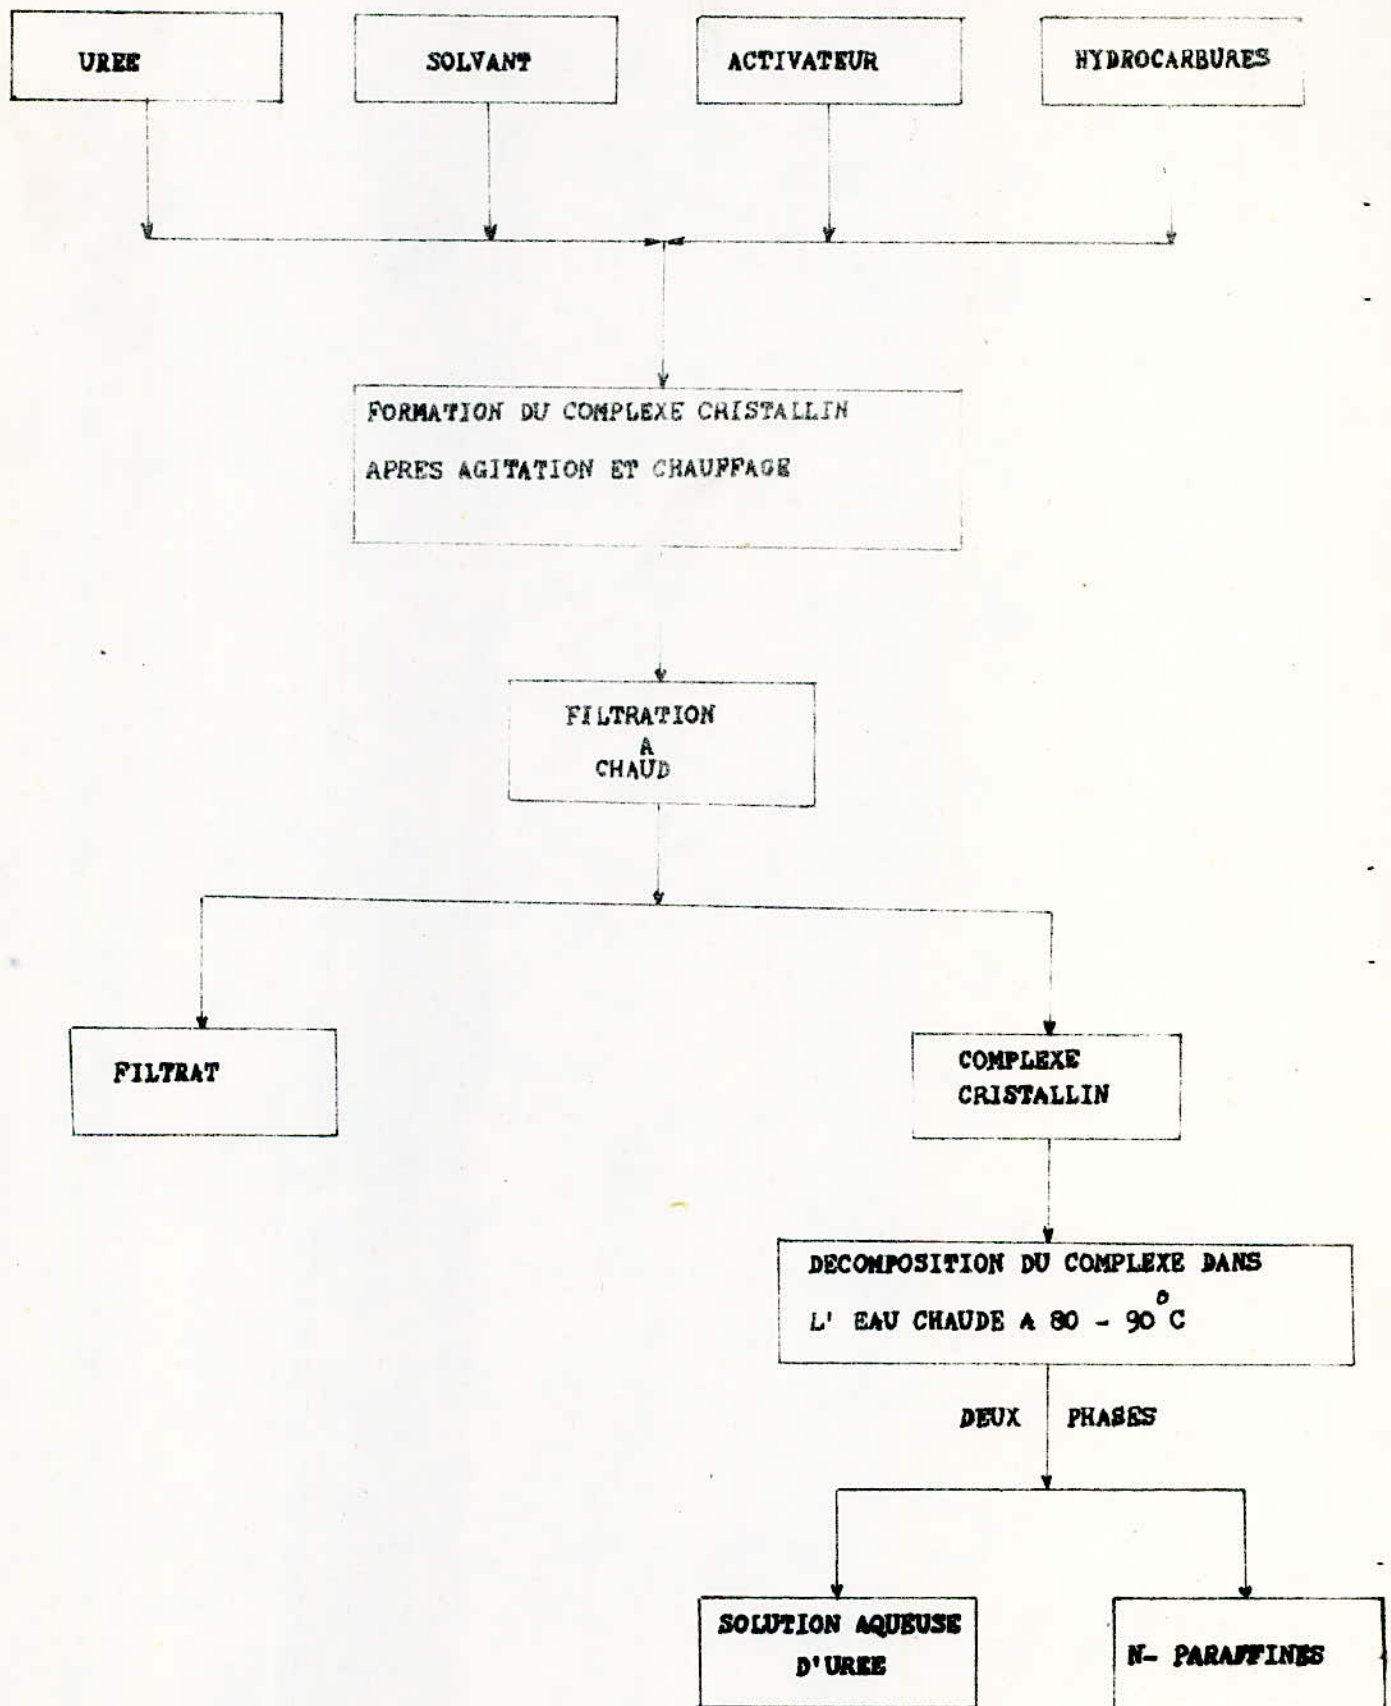 UREE
SOLVANT
ACTIVATEUR
HYDROCARBURES
FORMATION DU COMPLEXE CRISTALLIN
APRES AGITATION ET CHAUFFAGE
FILTRATION
A
CHAUD
FILTRAT
COMPLEXE
CRISTALLIN
DECOMPOSITION DU COMPLEXE DANS
L' EAU CHAUDE A 80 - 90°C
DEUX PHASES
SOLUTION AQUEUSE
D'UREE
N- PARAFFINES